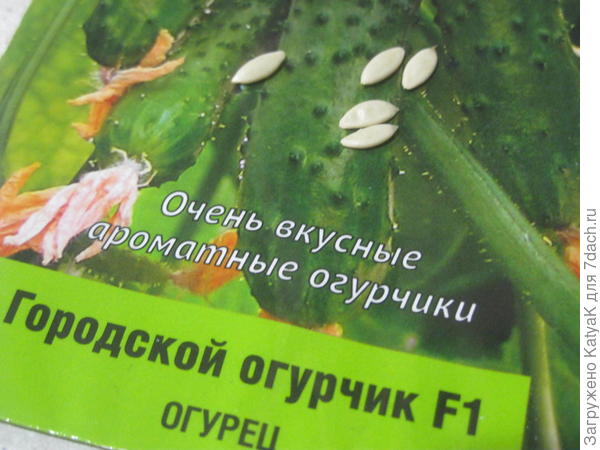 Очень вкусные
ароматные огурчики
Городской огурчик F1
ОГУРЕЦ
Загружено KatyaK для 7dach.ru